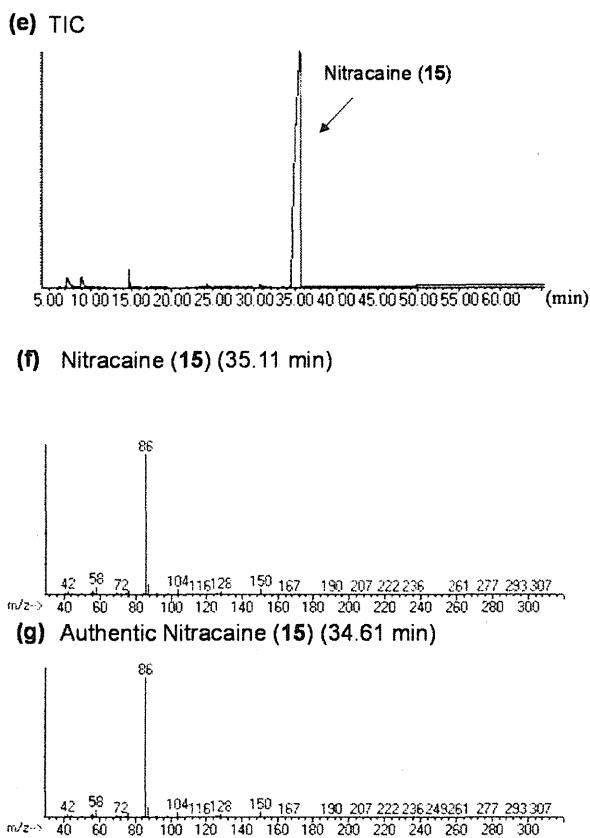 (e) TIC
Nitracaine (15)
5.00 10 00 15.00 20.00 25.00 30.00 35.00 40.00 45.00 50.00 55.00 60.00 (min)
(f) Nitracaine (15) (35.11 min)
86
42 58 72 104 116 128 150 167 190 207 222 236 261 277 293 307
m/z--> 40 60 80 100 120 140 160 180 200 220 240 260 280 300
(g) Authentic Nitracaine (15) (34.61 min)
86
42 58 72 104 116 128 150 167 190 207 222 236 249 261 277 293 307
m/z--> 40 60 80 100 120 140 160 180 200 220 240 260 280 300